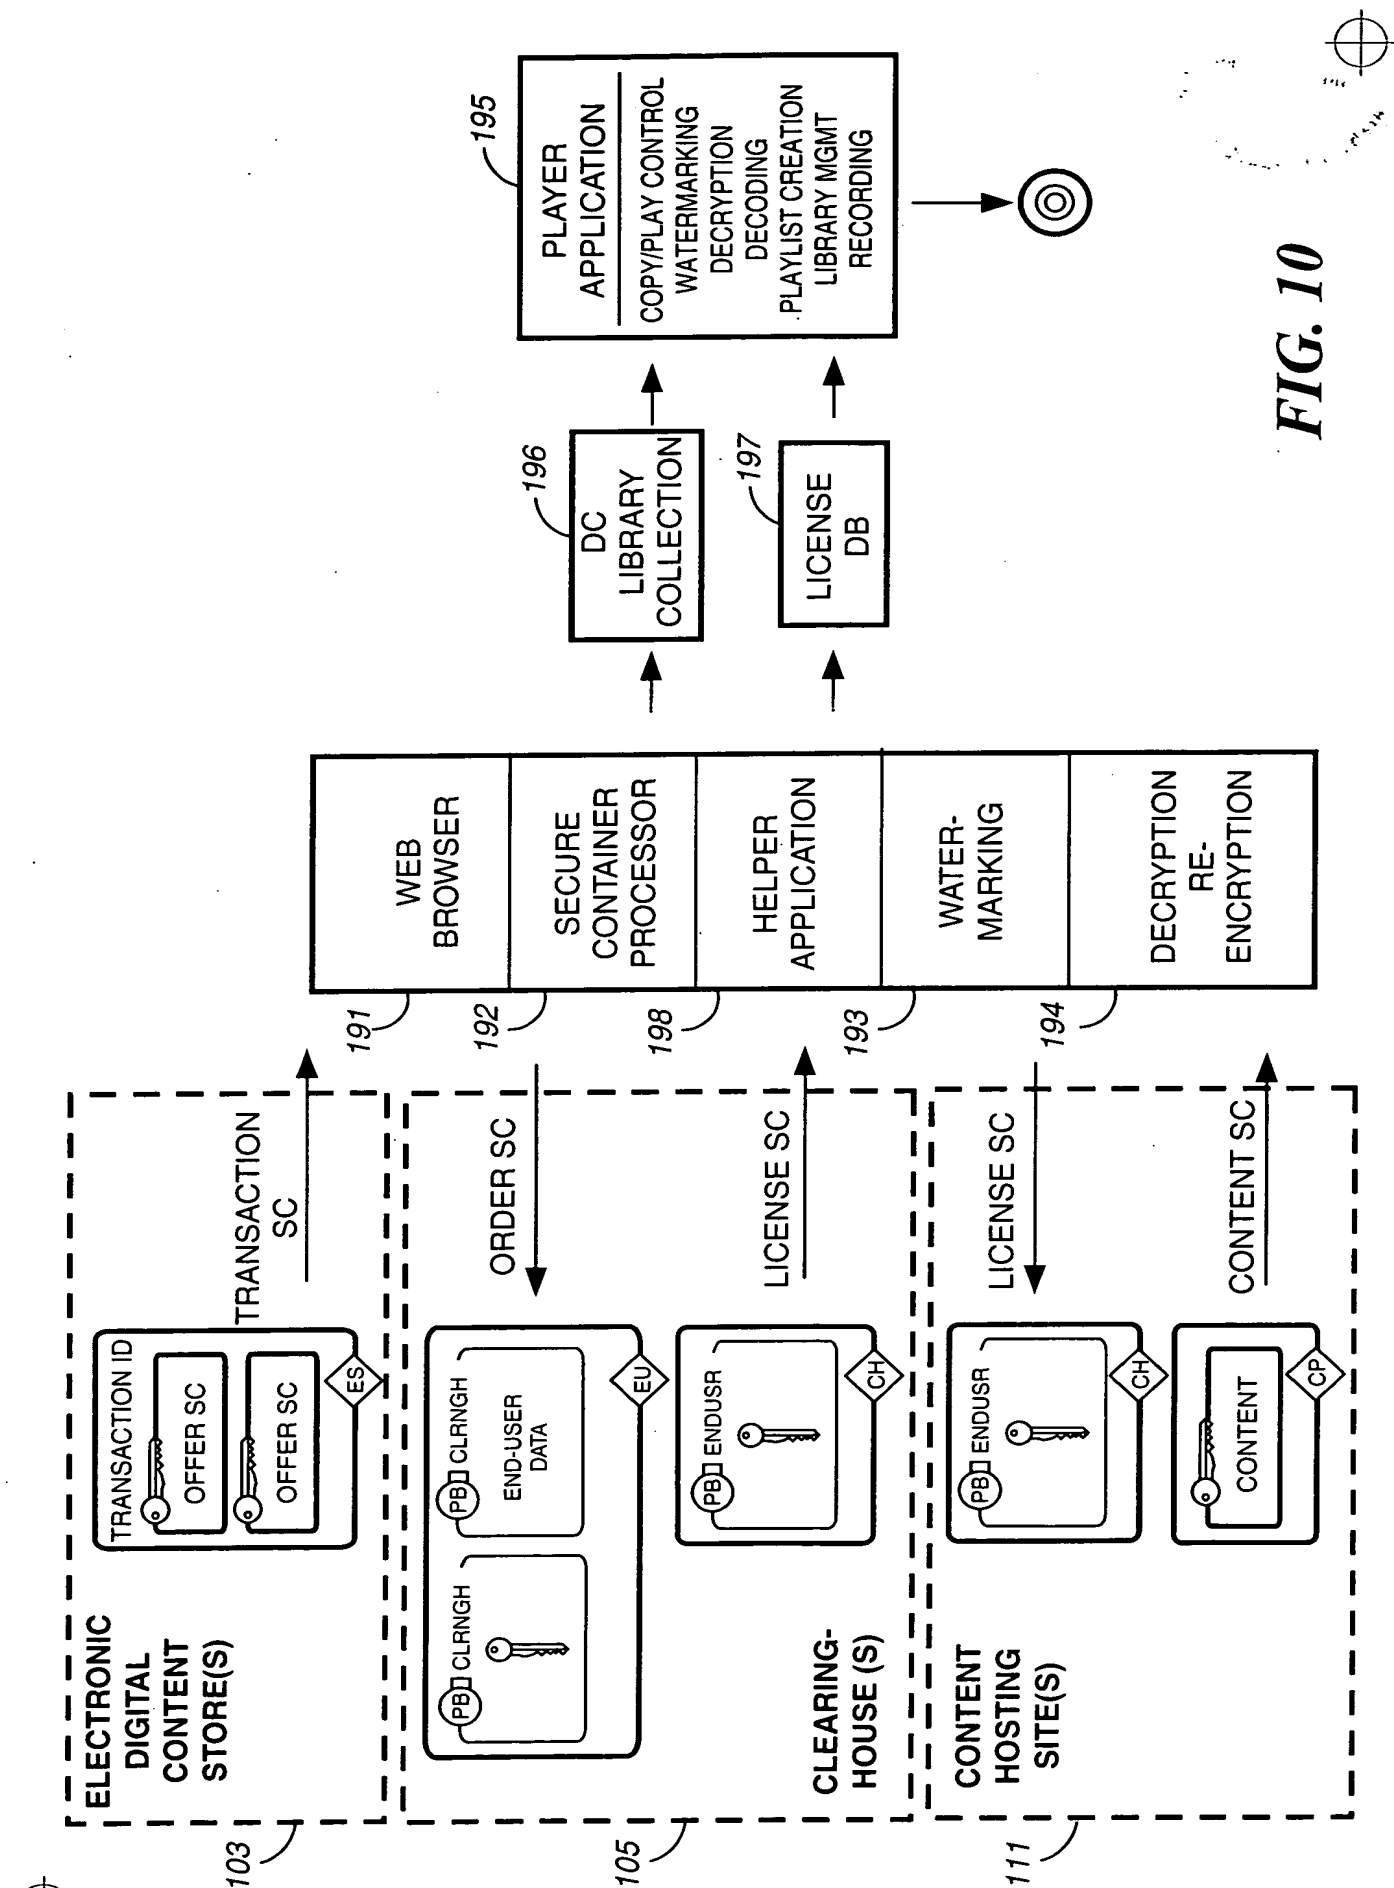 ELECTRONIC
DIGITAL
CONTENT
STORE(S)
103
TRANSACTION ID
OFFER SC
OFFER SC
ES
TRANSACTION
SC
PB CLRNGH
PB CLRNGH
END-USER
DATA
EU
ORDER SC
CLEARING-
HOUSE (S)
105
PB ENDUSR
CH
LICENSE SC
CONTENT
HOSTING
SITE(S)
111
PB ENDUSR
CH
LICENSE SC
CONTENT
CP
CONTENT SC
191
WEB
BROWSER
192
SECURE
CONTAINER
PROCESSOR
198
HELPER
APPLICATION
193
WATER-
MARKING
194
DECRYPTION
RE-
ENCRYPTION
196
DC
LIBRARY
COLLECTION
197
LICENSE
DB
195
PLAYER
APPLICATION
COPY/PLAY CONTROL
WATERMARKING
DECRYPTION
DECODING
PLAYLIST CREATION
LIBRARY MGMT
RECORDING
FIG. 10